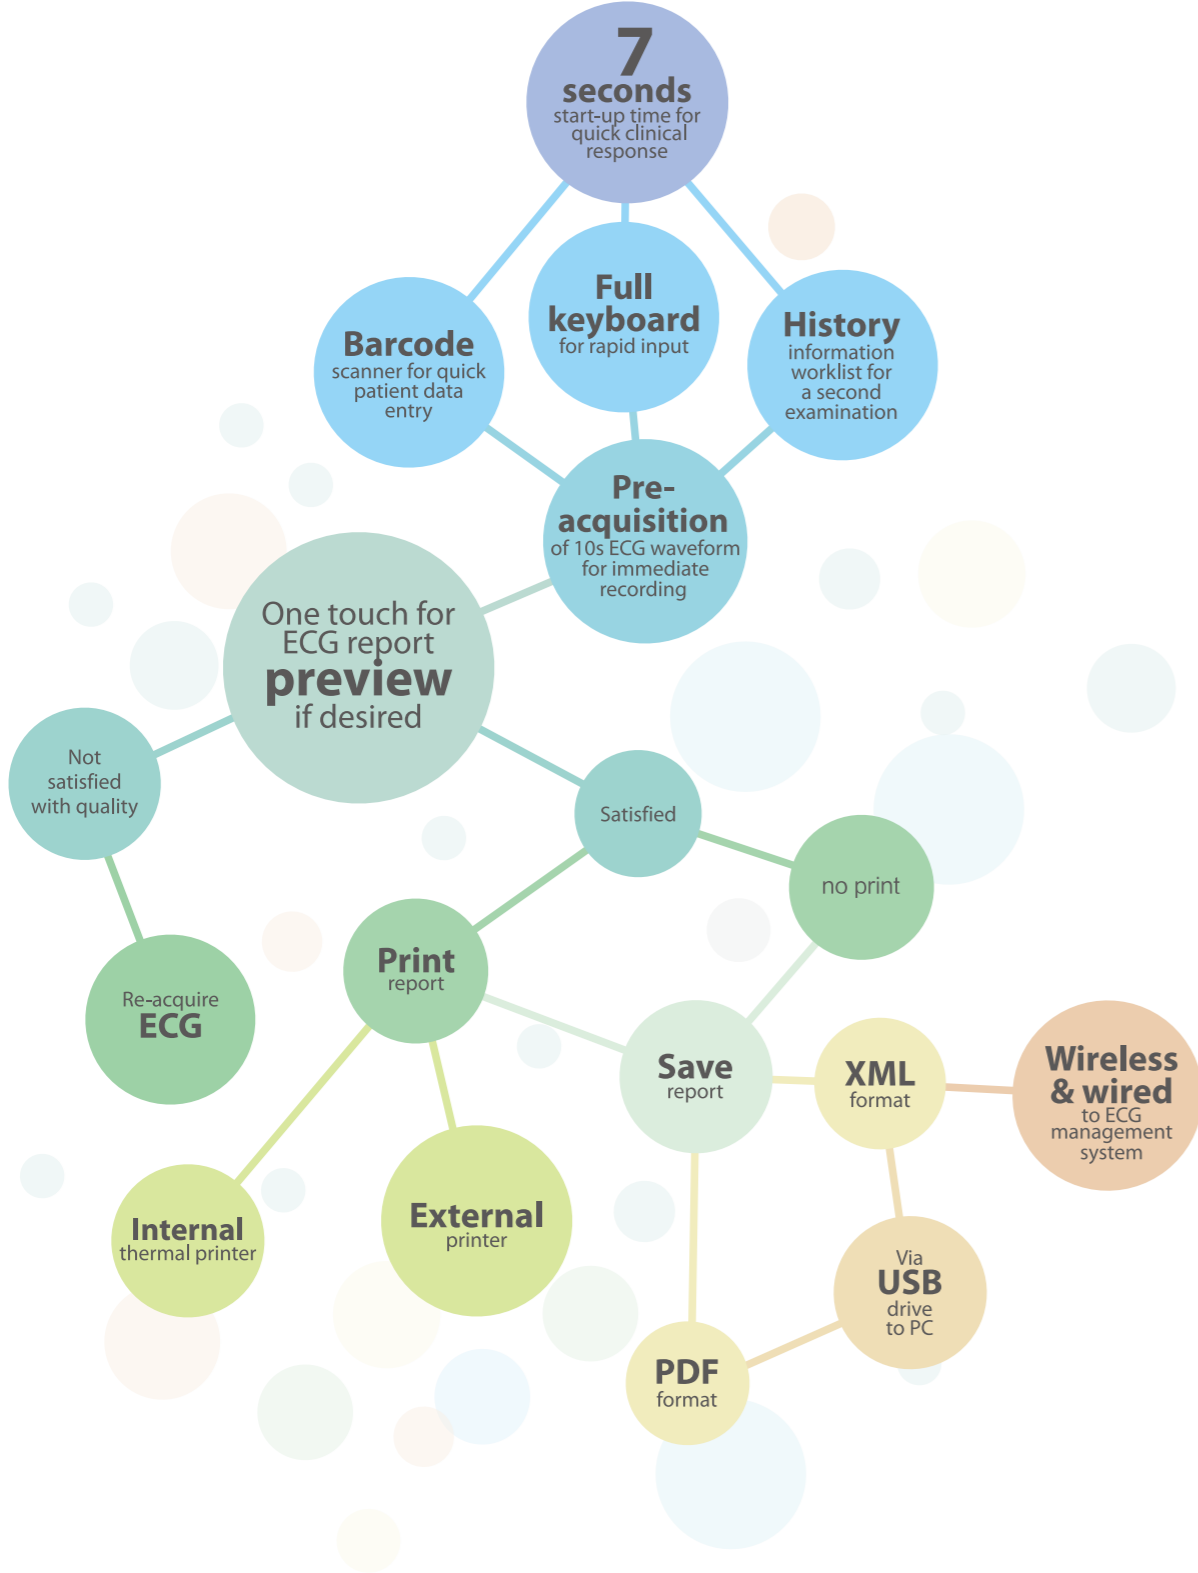 7
seconds
start-up time for
quick clinical
response
Barcode
scanner for quick
patient data
entry
Full
keyboard
for rapid input
History
information
worklist for
a second
examination
Pre-
acquisition
of 10s ECG waveform
for immediate
recording
One touch for
ECG report
preview
if desired
Not
satisfied
with quality
Satisfied
no print
Re-acquire
ECG
Print
report
Save
report
XML
format
Wireless
& wired
to ECG
management
system
Internal
thermal printer
External
printer
Via
USB
drive
to PC
PDF
format